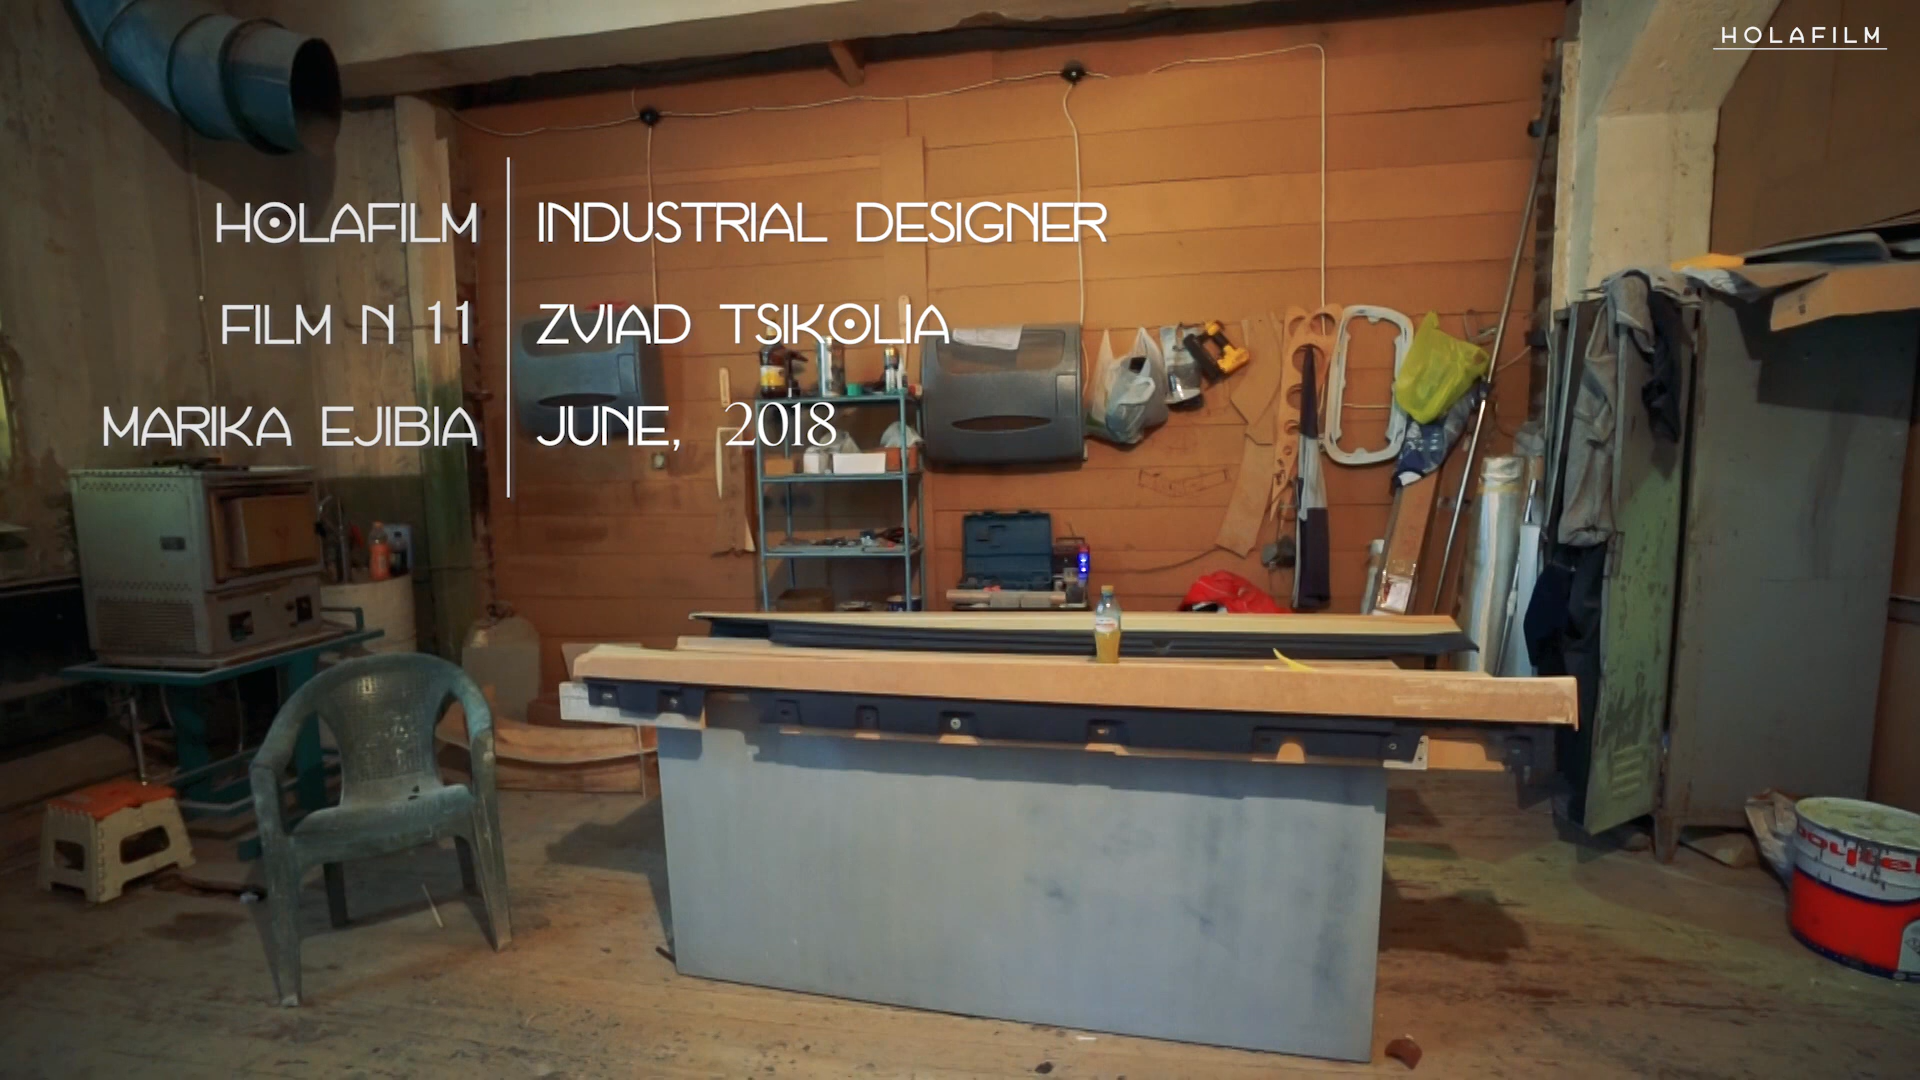 HOLAFILM
HOLAFILM
INDUSTRIAL DESIGNER
FILM N 11
ZVIAD TSIKOLIA
MARIKA EJIBIA
JUNE, 2018